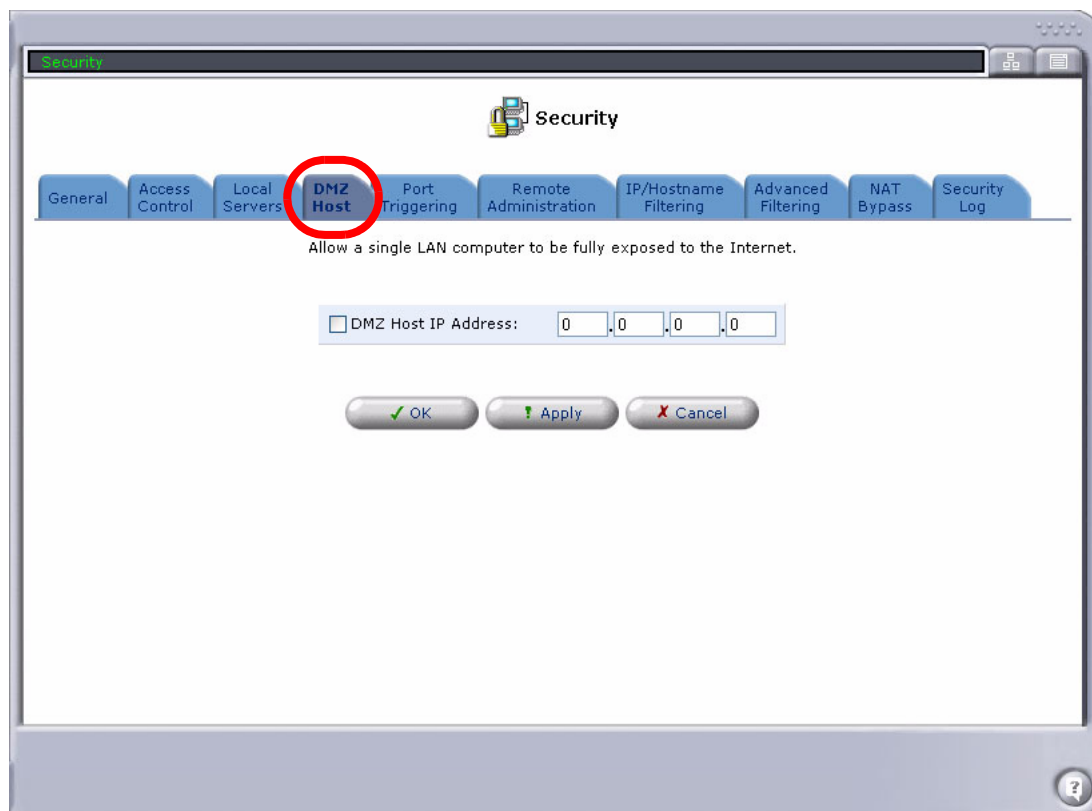 Security
Security
General
Access Control
Local Servers
DMZ Host
Port Triggering
Remote Administration
IP/Hostname Filtering
Advanced Filtering
NAT Bypass
Security Log
Allow a single LAN computer to be fully exposed to the Internet.
DMZ Host IP Address: 0 . 0 . 0 . 0
OK
Apply
Cancel
?